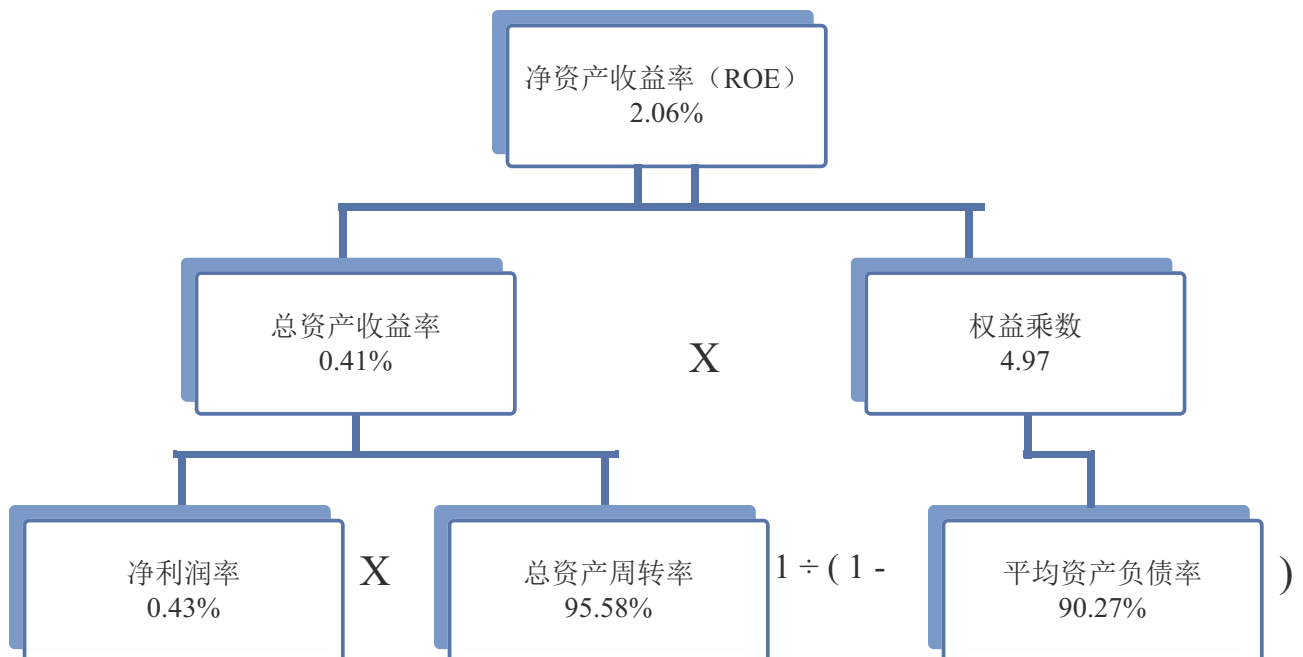 净资产收益率（ROE）
2.06%
总资产收益率
0.41%
X
权益乘数
4.97
净利润率
0.43%
X
总资产周转率
95.58%
1 ÷ ( 1 -
平均资产负债率
90.27%
)